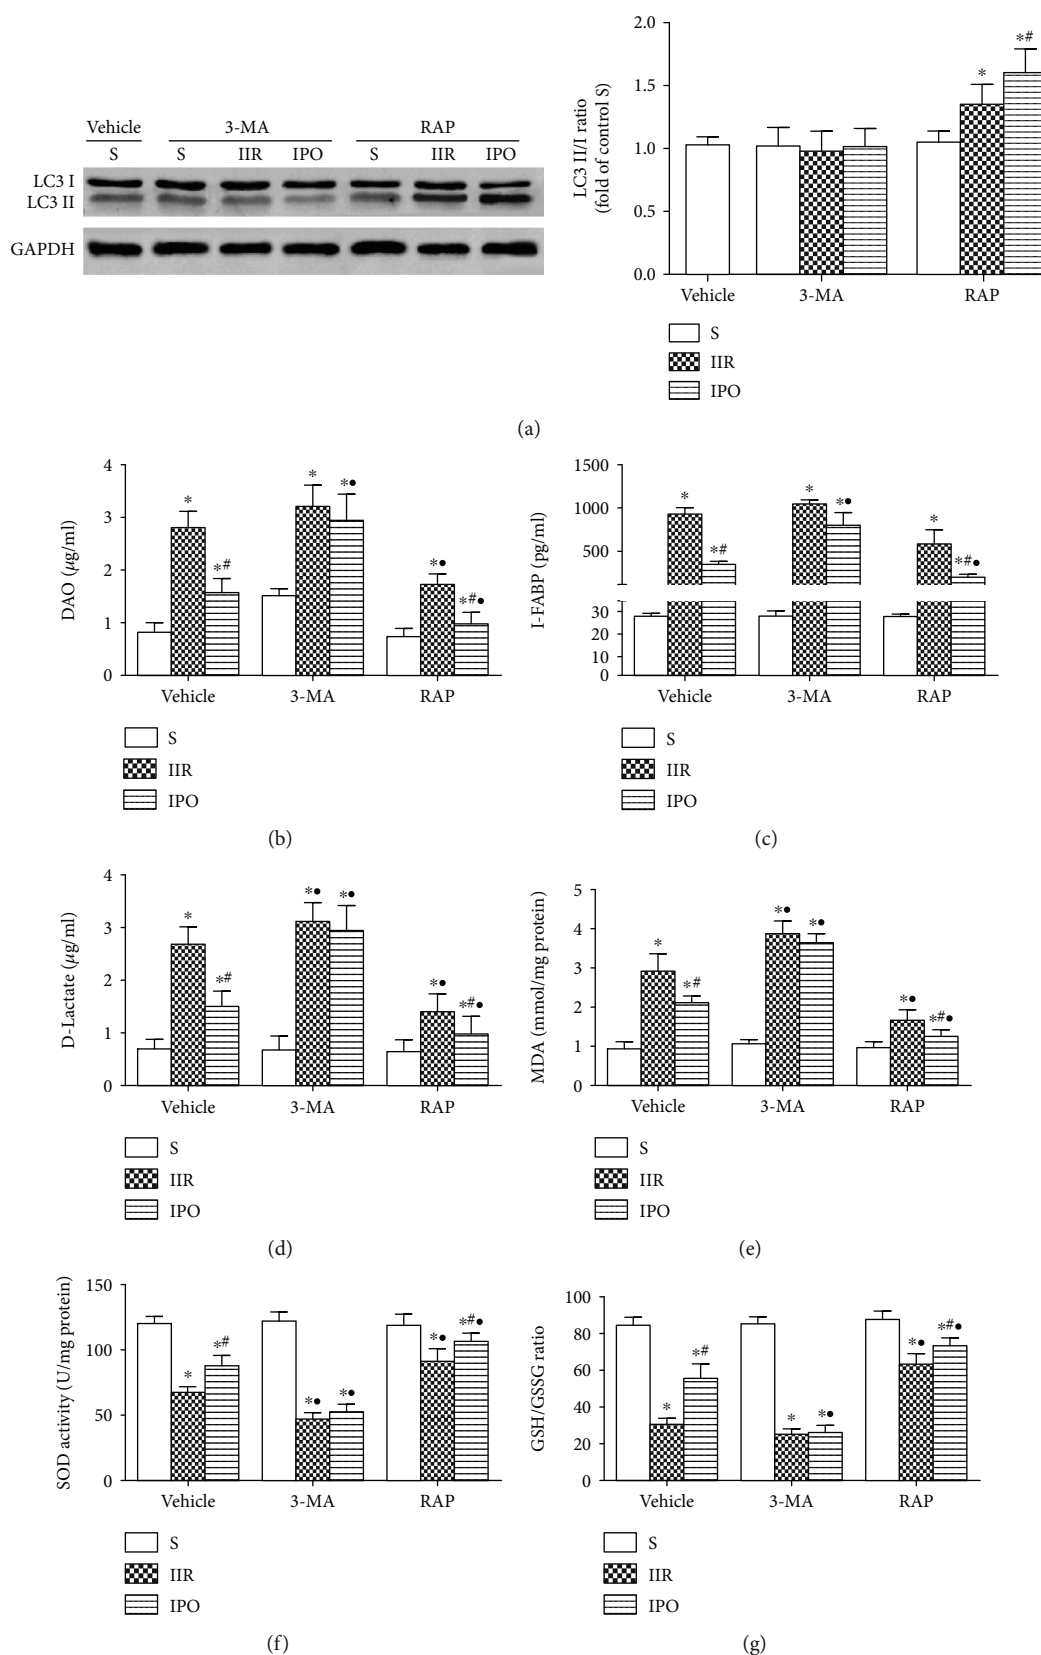 Vehicle 3-MA RAP
S S IIR IPO S IIR IPO
LC3 I
LC3 II
GAPDH
LC3 II/I ratio
(fold of control S)
2.0
1.5
1.0
0.5
0.0
*
*#
Vehicle 3-MA RAP
S
IIR
IPO
(a)
DAO (μg/ml)
4
3
2
1
0
*
*#
*
*●
*●
*#●
Vehicle 3-MA RAP
S
IIR
IPO
(b)
I-FABP (pg/ml)
1500
1000
500
30
20
10
0
*
*#
*
*●
*
*#●
Vehicle 3-MA RAP
S
IIR
IPO
(c)
D-Lactate (μg/ml)
4
3
2
1
0
*
*#
*●
*●
*●
*#●
Vehicle 3-MA RAP
S
IIR
IPO
(d)
MDA (mmol/mg protein)
5
4
3
2
1
0
*
*#
*●
*●
*●
*#●
Vehicle 3-MA RAP
S
IIR
IPO
(e)
SOD activity (U/mg protein)
150
100
50
0
*
*#
*●
*●
*●
*#●
Vehicle 3-MA RAP
S
IIR
IPO
(f)
GSH/GSSG ratio
100
80
60
40
20
0
*
*#
*
*●
*●
*#●
Vehicle 3-MA RAP
S
IIR
IPO
(g)